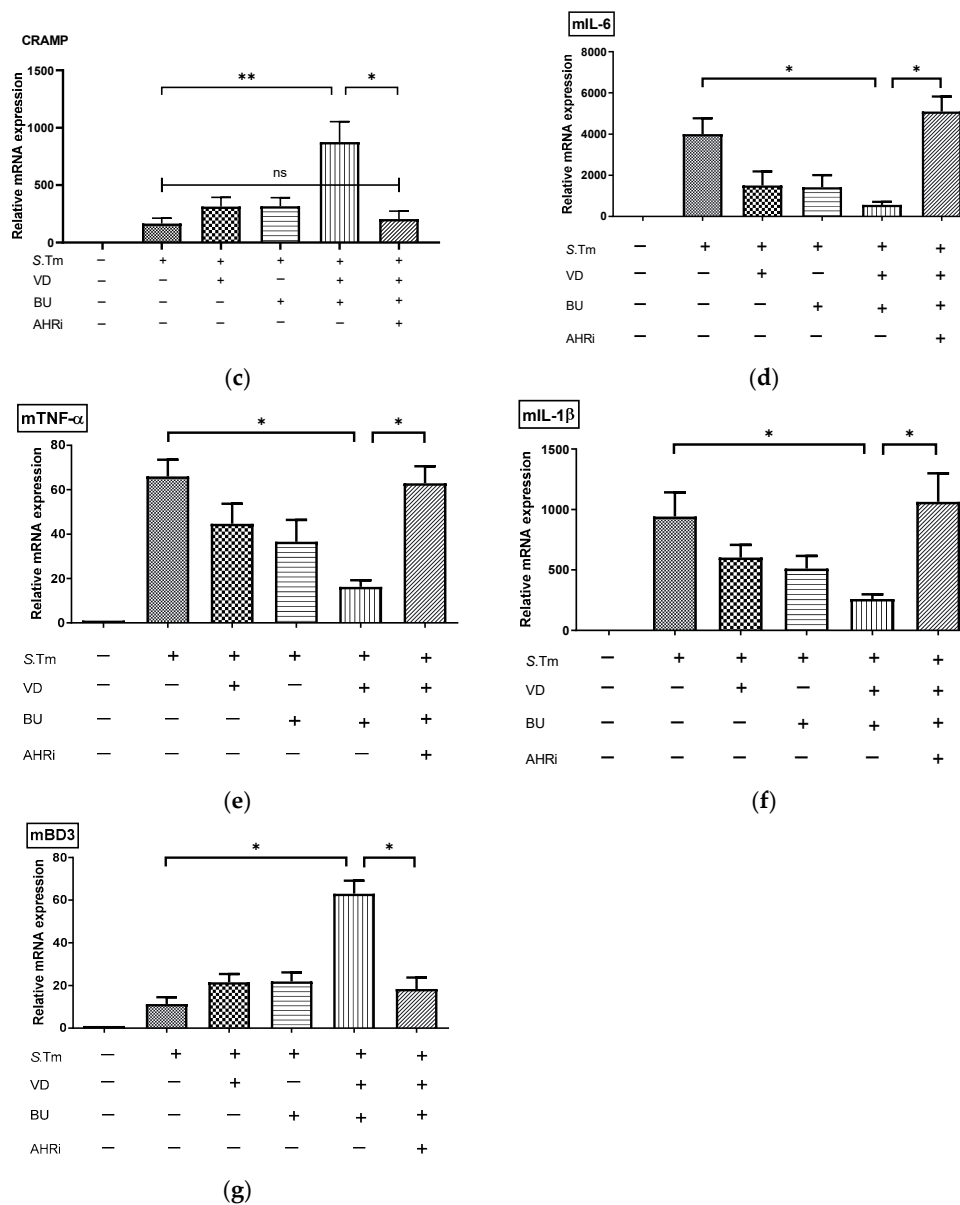 CRAMP
Relative mRNA expression
1500
1000
500
0
**
*
ns
S.Tm – + + + + +
VD – – + – + +
BU – – – + + +
AHRi – – – – – +
(c)
mIL-6
Relative mRNA expression
8000
6000
4000
2000
0
*
*
S.Tm – + + + + +
VD – – + – + +
BU – – – + + +
AHRi – – – – – +
(d)
mTNF-α
Relative mRNA expression
80
60
40
20
0
*
*
S.Tm – + + + + +
VD – – + – + +
BU – – – + + +
AHRi – – – – – +
(e)
mIL-1β
Relative mRNA expression
1500
1000
500
0
*
*
S.Tm – + + + + +
VD – – + – + +
BU – – – + + +
AHRi – – – – – +
(f)
mBD3
Relative mRNA expression
80
60
40
20
0
*
*
S.Tm – + + + + +
VD – – + – + +
BU – – – + + +
AHRi – – – – – +
(g)